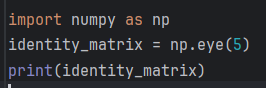 import numpy as np
identity_matrix = np.eye(5)
print(identity_matrix)